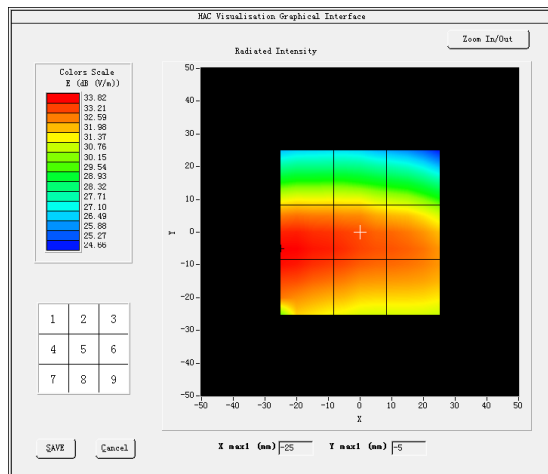 HAC Visualisation Graphical Interface
Zoom In/Out
Radiated Intensity
Colors Scale
E (dB (V/m))
33.82
33.21
32.59
31.98
31.37
30.76
30.15
29.54
28.93
28.32
27.71
27.10
26.49
25.88
25.27
24.66
50
40
30
20
10
0
-10
-20
-30
-40
-50
Y
-50 -40 -30 -20 -10 0 10 20 30 40 50
X
1 2 3
4 5 6
7 8 9
SAVE Cancel
X max1 (mm) -25 Y max1 (mm) -5